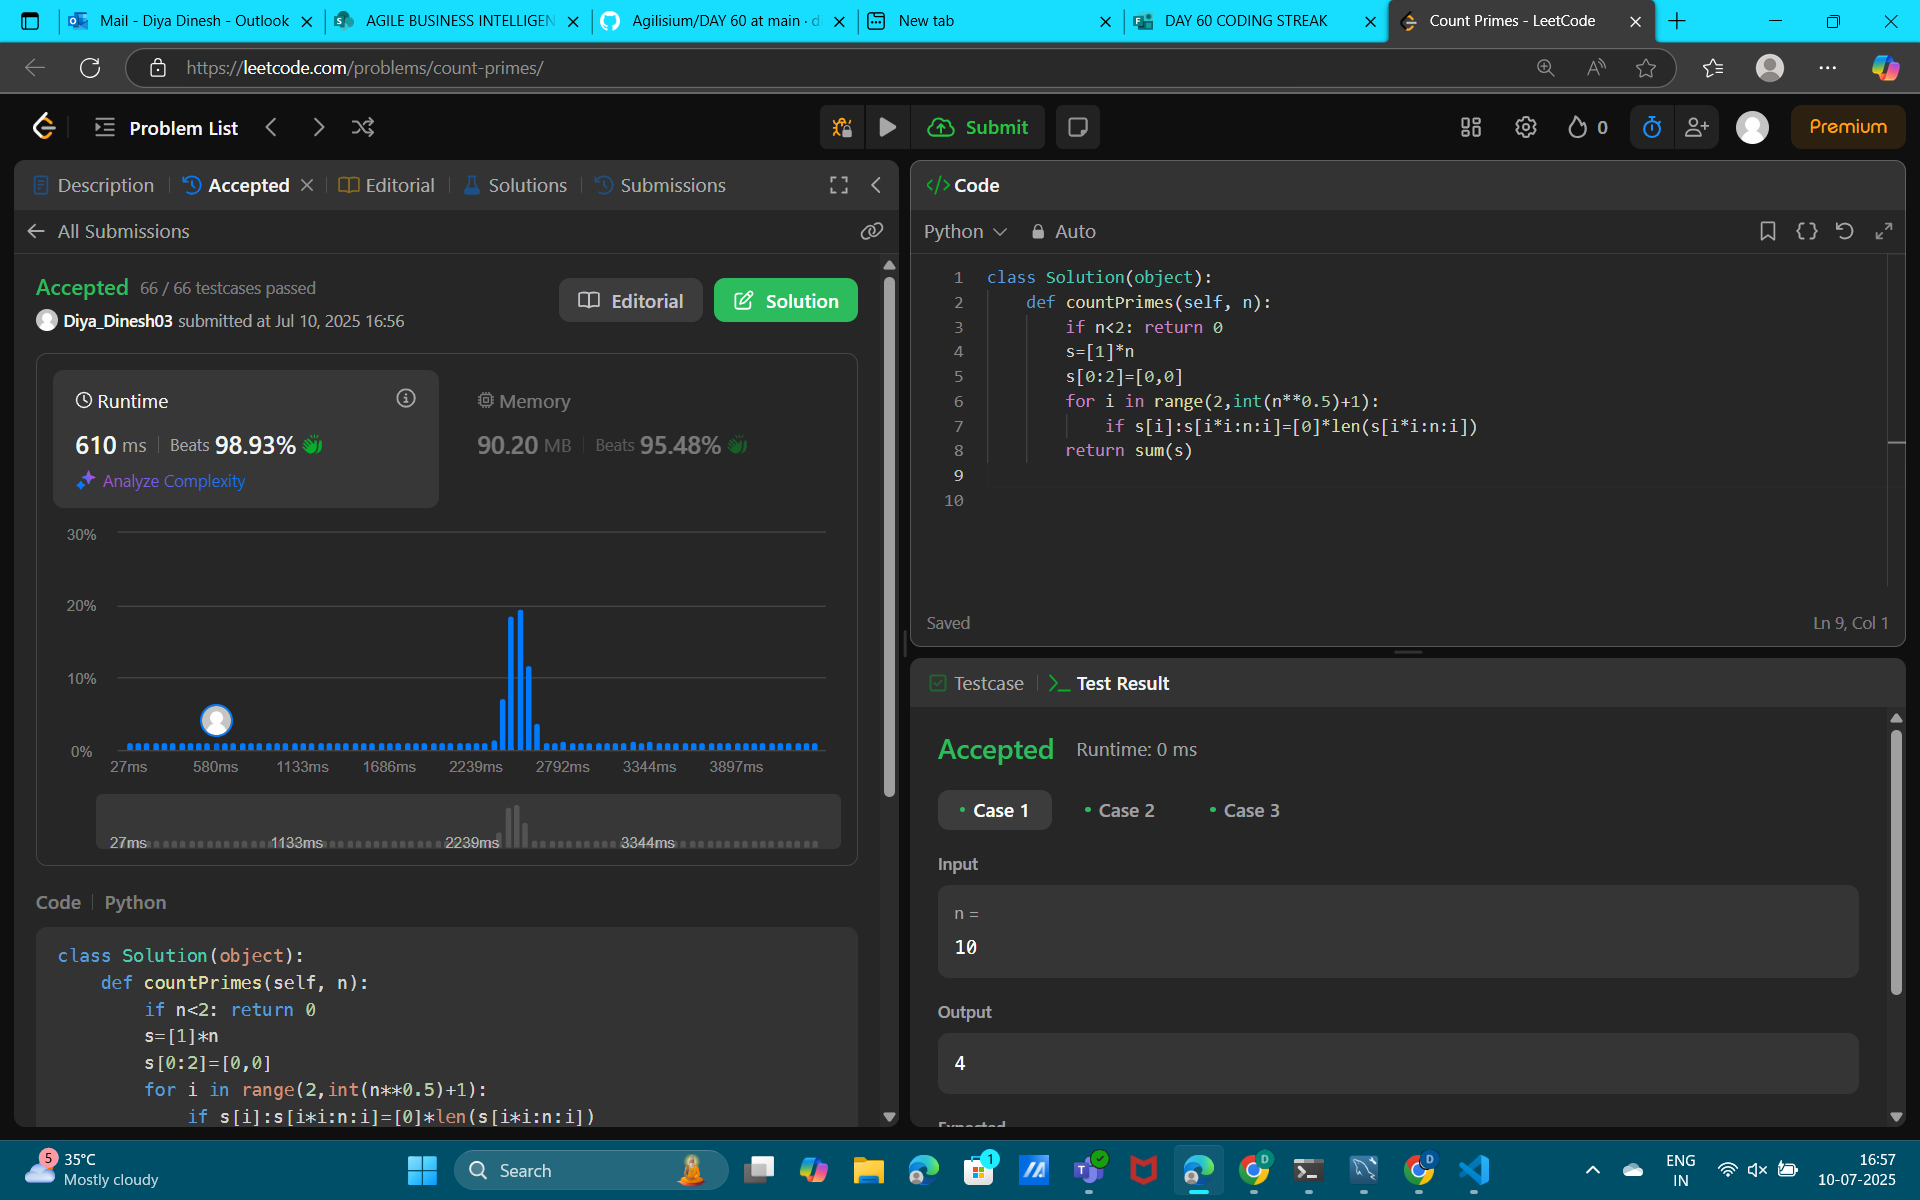 Mail - Diya Dinesh - Outlook
AGILE BUSINESS INTELLIGEN
Agilisium/DAY 60 at main · d
New tab
DAY 60 CODING STREAK
Count Primes - LeetCode
https://leetcode.com/problems/count-primes/
Problem List
Submit
0
Premium
Description
Accepted
Editorial
Solutions
Submissions
All Submissions
Accepted 66 / 66 testcases passed
Diya_Dinesh03 submitted at Jul 10, 2025 16:56
Editorial
Solution
Runtime
610 ms Beats 98.93%
Analyze Complexity
Memory
90.20 MB Beats 95.48%
30%
20%
10%
0%
27ms 580ms 1133ms 1686ms 2239ms 2792ms 3344ms 3897ms
27ms 1133ms 2239ms 3344ms
Code Python
class Solution(object):
def countPrimes(self, n):
if n<2: return 0
s=[1]*n
s[0:2]=[0,0]
for i in range(2,int(n**0.5)+1):
if s[i]:s[i*i:n:i]=[0]*len(s[i*i:n:i])
</> Code
Python Auto
1 class Solution(object):
2 def countPrimes(self, n):
3 if n<2: return 0
4 s=[1]*n
5 s[0:2]=[0,0]
6 for i in range(2,int(n**0.5)+1):
7 if s[i]:s[i*i:n:i]=[0]*len(s[i*i:n:i])
8 return sum(s)
9
10
Saved
Ln 9, Col 1
Testcase
Test Result
Accepted Runtime: 0 ms
Case 1
Case 2
Case 3
Input
n =
10
Output
4
Expected
5
35°C
Mostly cloudy
Search
1
D
D
ENG
IN
16:57
10-07-2025